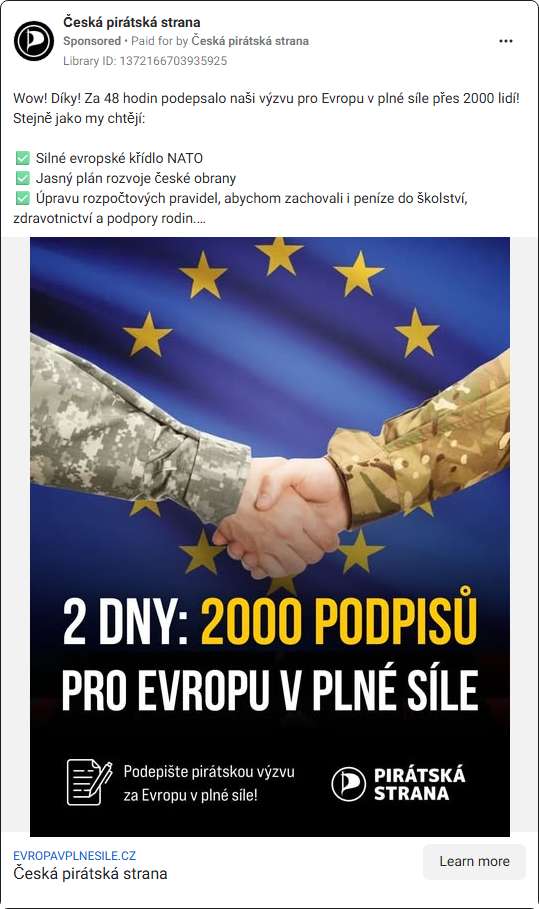 Česká pirátská strana
Sponsored • Paid for by Česká pirátská strana
Library ID: 1372166703935925
Wow! Díky! Za 48 hodin podepsalo naši výzvu pro Evropu v plné síle přes 2000 lidí!
Stejně jako my chtějí:
✅ Silné evropské křídlo NATO
✅ Jasný plán rozvoje české obrany
✅ Úpravu rozpočtových pravidel, abychom zachovali i peníze do školství,
zdravotnictví a podpory rodin....
2 DNY: 2000 PODPISŮ
PRO EVROPU V PLNÉ SÍLE
Podepište pirátskou výzvu
za Evropu v plné síle!
PIRÁTSKÁ
STRANA
EVROPAVPLNESILE.CZ
Česká pirátská strana
Learn more